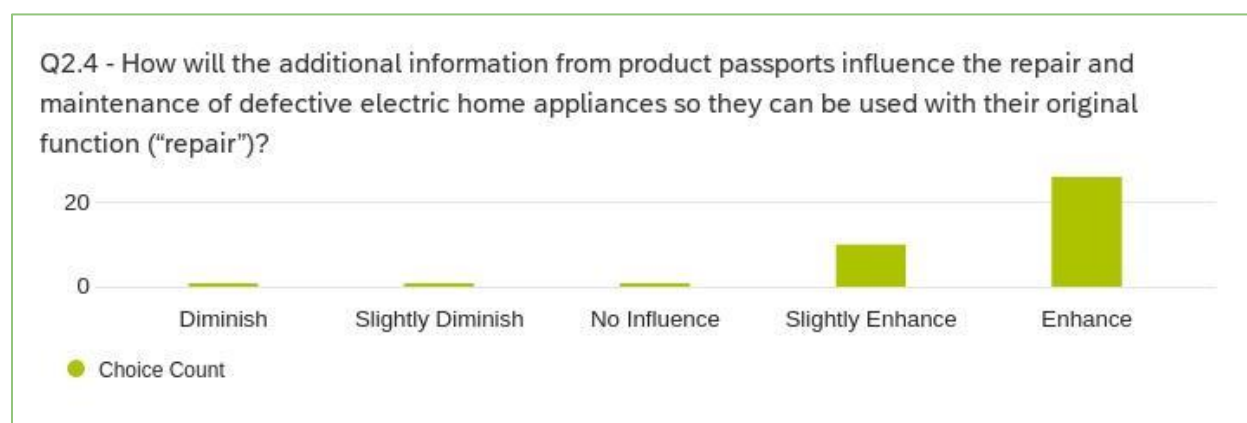 Q2.4 - How will the additional information from product passports influence the repair and
maintenance of defective electric home appliances so they can be used with their original
function (“repair”)?
20
0
Diminish
Slightly Diminish
No Influence
Slightly Enhance
Enhance
Choice Count